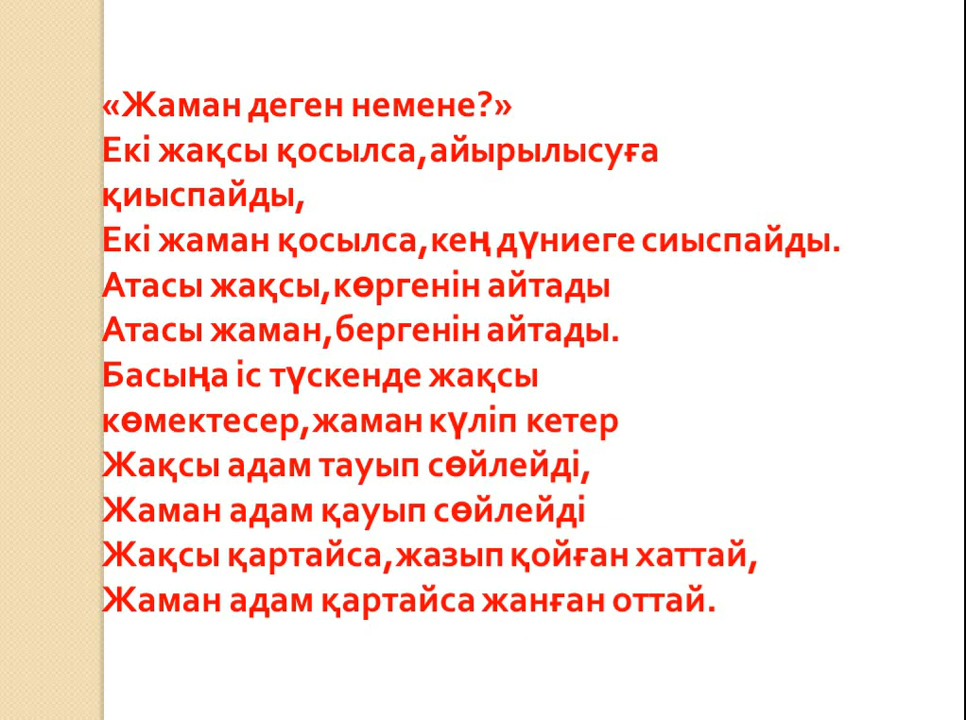 «Жаман деген немене?»
Екі жақсы қосылса,айырылысуға
қиыспайды,
Екі жаман қосылса,кең дүниеге сиыспайды.
Атасы жақсы,көргенін айтады
Атасы жаман,бергенін айтады.
Басыңа іс түскенде жақсы
көмектесер,жаман күліп кетер
Жақсы адам тауып сөйлейді,
Жаман адам қауып сөйлейді
Жақсы қартайса,жазып қойған хаттай,
Жаман адам қартайса жанған оттай.